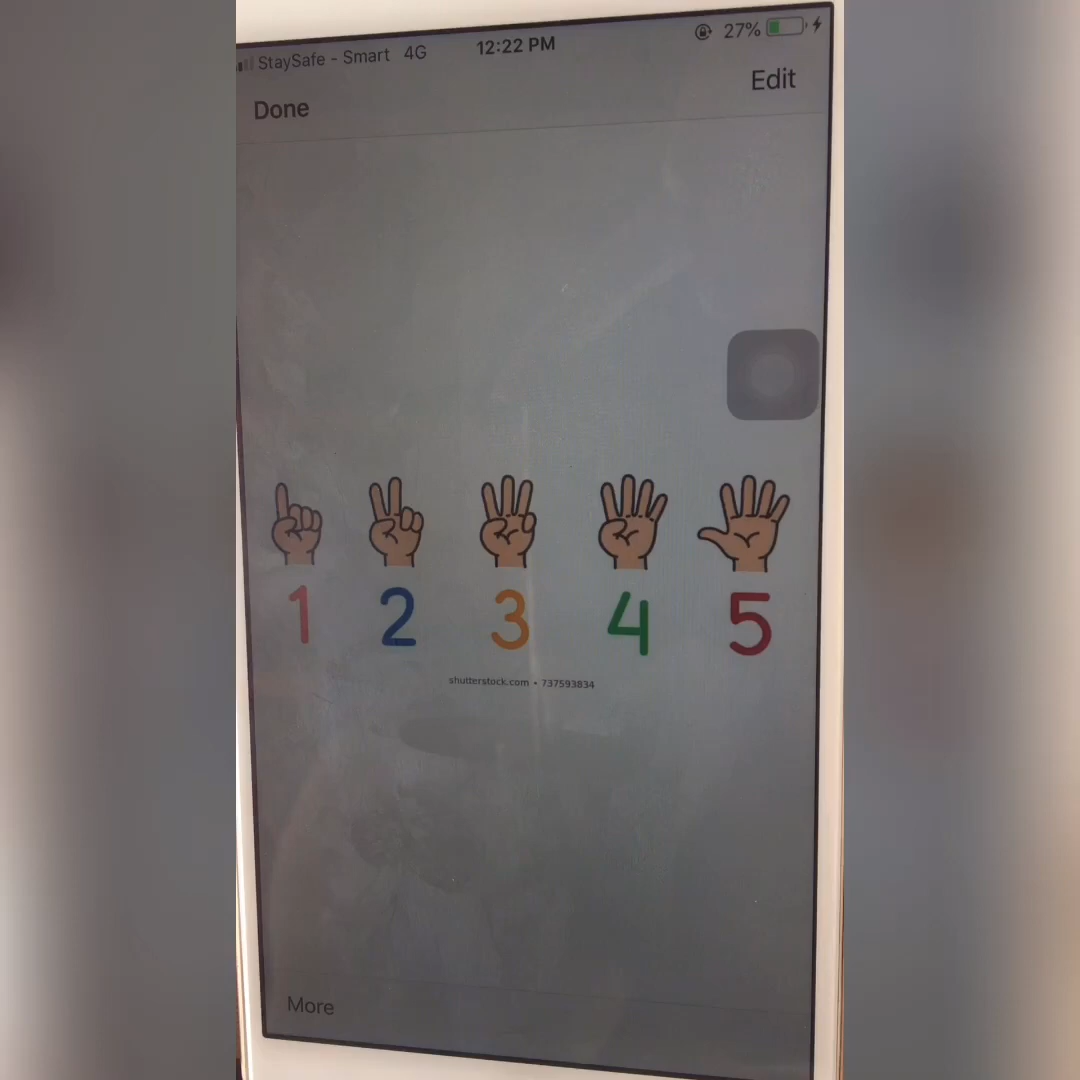 StaySafe - Smart 4G 12:22 PM 27%
Done Edit
1 2 3 4 5
shutterstock.com • 737593834
More